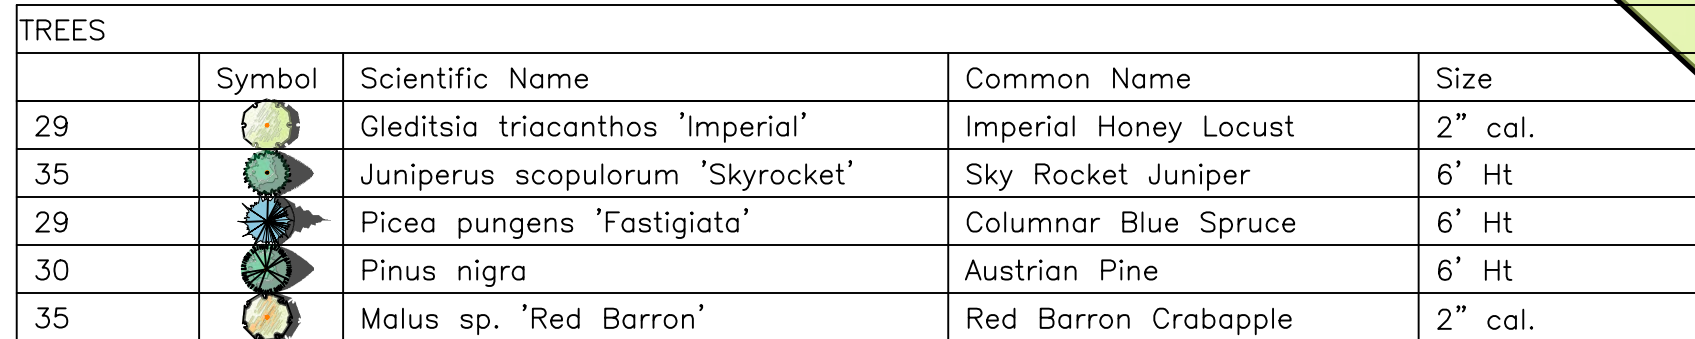 TREES
Symbol Scientific Name Common Name Size
29 Gleditsia triacanthos 'Imperial' Imperial Honey Locust 2" cal.
35 Juniperus scopulorum 'Skyrocket' Sky Rocket Juniper 6' Ht
29 Picea pungens 'Fastigiata' Columnar Blue Spruce 6' Ht
30 Pinus nigra Austrian Pine 6' Ht
35 Malus sp. 'Red Barron' Red Barron Crabapple 2" cal.